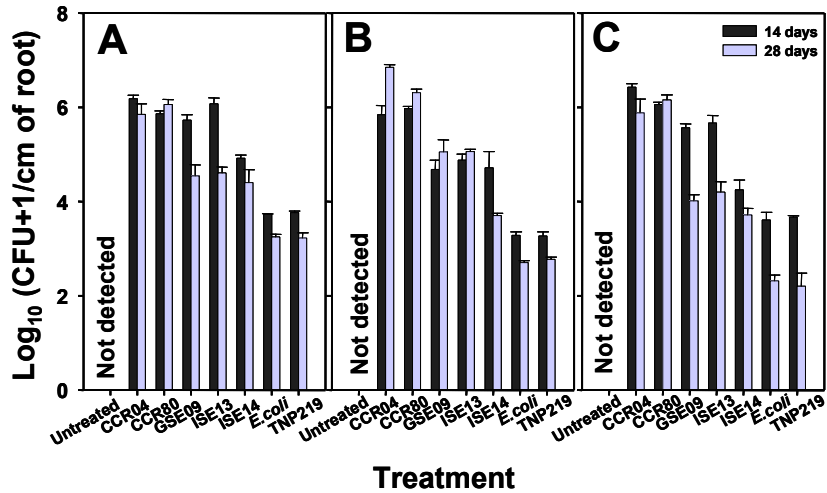 A
B
C
14 days
28 days
Log10 (CFU+1/cm of root)
8
6
4
2
0
Not detected
Not detected
Not detected
Untreated
CCR04
CCR80
GSE09
ISE13
ISE14
E.coli
TNP219
Untreated
CCR04
CCR80
GSE09
ISE13
ISE14
E.coli
TNP219
Untreated
CCR04
CCR80
GSE09
ISE13
ISE14
E.coli
TNP219
Treatment